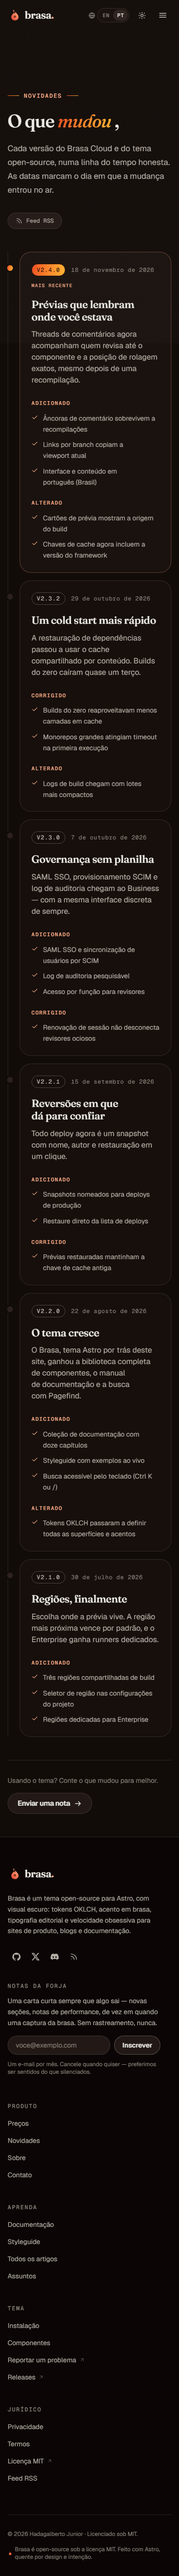 brasa.
EN PT
NOVIDADES
O que mudou ,
Cada versão do Brasa Cloud e do tema
open-source, numa linha do tempo honesta.
As datas marcam o dia em que a mudança
entrou no ar.
Feed RSS
V2.4.0 18 de novembro de 2026
MAIS RECENTE
Prévias que lembram
onde você estava
Threads de comentários agora
acompanham quem revisa até o
componente e a posição de rolagem
exatos, mesmo depois de uma
recompilação.
ADICIONADO
Âncoras de comentário sobrevivem a
recompilações
Links por branch copiam a
viewport atual
Interface e conteúdo em
português (Brasil)
ALTERADO
Cartões de prévia mostram a origem
do build
Chaves de cache agora incluem a
versão do framework
V2.3.2 29 de outubro de 2026
Um cold start mais rápido
A restauração de dependências
passou a usar o cache
compartilhado por conteúdo. Builds
do zero caíram quase um terço.
CORRIGIDO
Builds do zero reaproveitavam menos
camadas em cache
Monorepos grandes atingiam timeout
na primeira execução
ALTERADO
Logs de build chegam com lotes
mais compactos
V2.3.0 7 de outubro de 2026
Governança sem planilha
SAML SSO, provisionamento SCIM e
log de auditoria chegam ao Business
— com a mesma interface discreta
de sempre.
ADICIONADO
SAML SSO e sincronização de
usuários por SCIM
Log de auditoria pesquisável
Acesso por função para revisores
CORRIGIDO
Renovação de sessão não desconecta
revisores ociosos
V2.2.1 15 de setembro de 2026
Reversões em que
dá para confiar
Todo deploy agora é um snapshot
com nome, autor e restauração em
um clique.
ADICIONADO
Snapshots nomeados para deploys
de produção
Restaure direto da lista de deploys
CORRIGIDO
Prévias restauradas mantinham a
chave de cache antiga
V2.2.0 22 de agosto de 2026
O tema cresce
O Brasa, tema Astro por trás deste
site, ganhou a biblioteca completa
de componentes, o manual
da documentação e a busca
com Pagefind.
ADICIONADO
Coleção de documentação com
doze capítulos
Styleguide com exemplos ao vivo
Busca acessível pelo teclado (Ctrl K
ou /)
ALTERADO
Tokens OKLCH passaram a definir
todas as superfícies e acentos
V2.1.0 30 de julho de 2026
Regiões, finalmente
Escolha onde a prévia vive. A região
mais próxima vence por padrão, e o
Enterprise ganha runners dedicados.
ADICIONADO
Três regiões compartilhadas de build
Seletor de região nas configurações
do projeto
Regiões dedicadas para Enterprise
Usando o tema? Conte o que mudou para melhor.
Enviar uma nota →
brasa.
Brasa é um tema open-source para Astro, com
visual escuro: tokens OKLCH, acento em brasa,
tipografia editorial e velocidade obsessiva para
sites de produto, blogs e documentação.
NOTAS DA FORJA
Uma carta curta sempre que algo sai — novas
seções, notas de performance, de vez em quando
uma captura da brasa. Sem rastreamento, nunca.
voce@exemplo.com Inscrever
Um e-mail por mês. Cancele quando quiser — preferimos
ser sentidos do que silenciados.
PRODUTO
Preços
Novidades
Sobre
Contato
APRENDA
Documentação
Styleguide
Todos os artigos
Assuntos
TEMA
Instalação
Componentes
Reportar um problema ↗
Releases ↗
JURÍDICO
Privacidade
Termos
Licença MIT ↗
Feed RSS
© 2026 Hadagalberto Junior · Licenciado sob MIT.
Brasa é open-source sob a licença MIT. Feito com Astro,
quente por design e intenção.